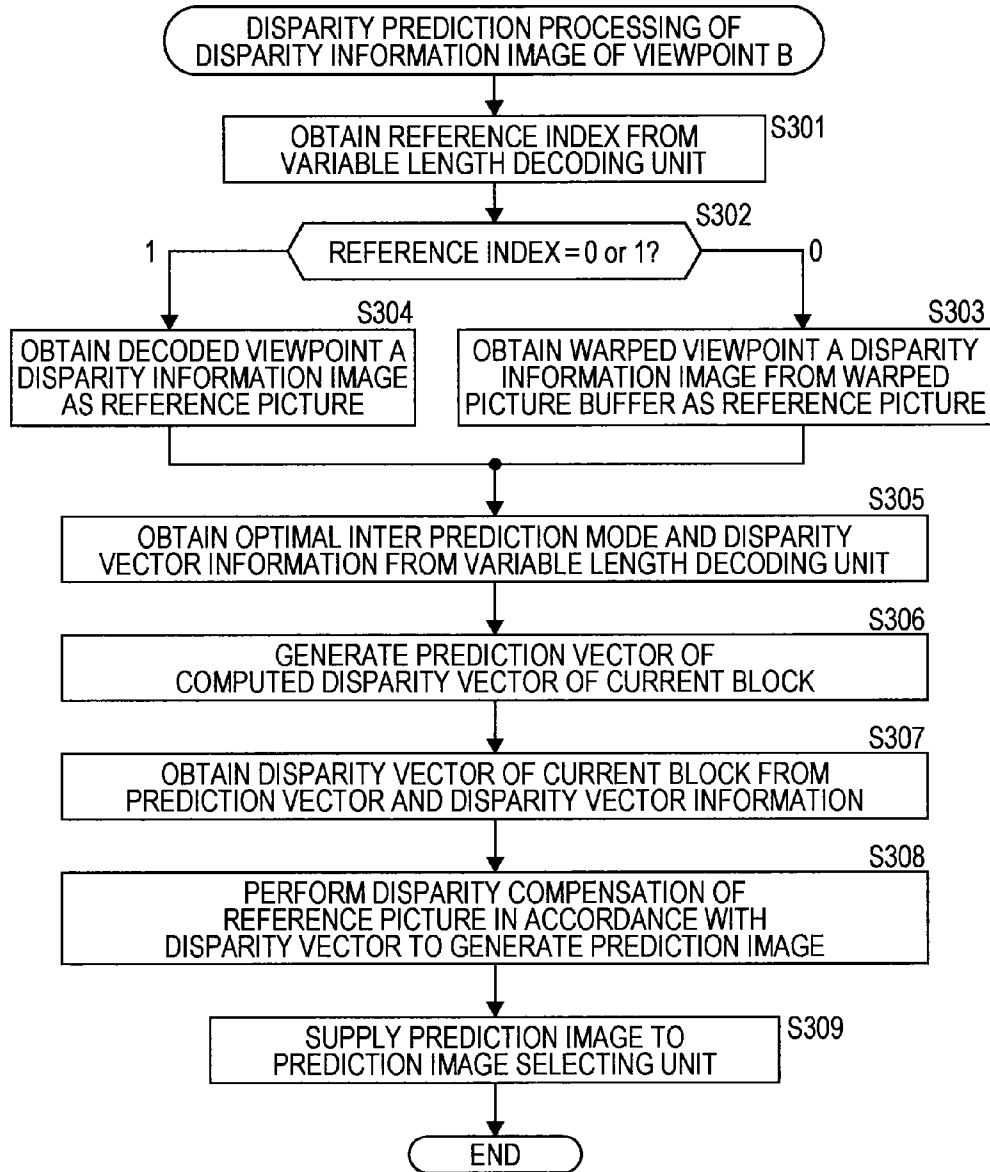 DISPARITY PREDICTION PROCESSING OF
DISPARITY INFORMATION IMAGE OF VIEWPOINT B
S301
OBTAIN REFERENCE INDEX FROM
VARIABLE LENGTH DECODING UNIT
S302
REFERENCE INDEX = 0 or 1?
1
0
S304
OBTAIN DECODED VIEWPOINT A
DISPARITY INFORMATION IMAGE
AS REFERENCE PICTURE
S303
OBTAIN WARPED VIEWPOINT A DISPARITY
INFORMATION IMAGE FROM WARPED
PICTURE BUFFER AS REFERENCE PICTURE
S305
OBTAIN OPTIMAL INTER PREDICTION MODE AND DISPARITY
VECTOR INFORMATION FROM VARIABLE LENGTH DECODING UNIT
S306
GENERATE PREDICTION VECTOR OF
COMPUTED DISPARITY VECTOR OF CURRENT BLOCK
S307
OBTAIN DISPARITY VECTOR OF CURRENT BLOCK FROM
PREDICTION VECTOR AND DISPARITY VECTOR INFORMATION
S308
PERFORM DISPARITY COMPENSATION OF
REFERENCE PICTURE IN ACCORDANCE WITH
DISPARITY VECTOR TO GENERATE PREDICTION IMAGE
S309
SUPPLY PREDICTION IMAGE TO
PREDICTION IMAGE SELECTING UNIT
END